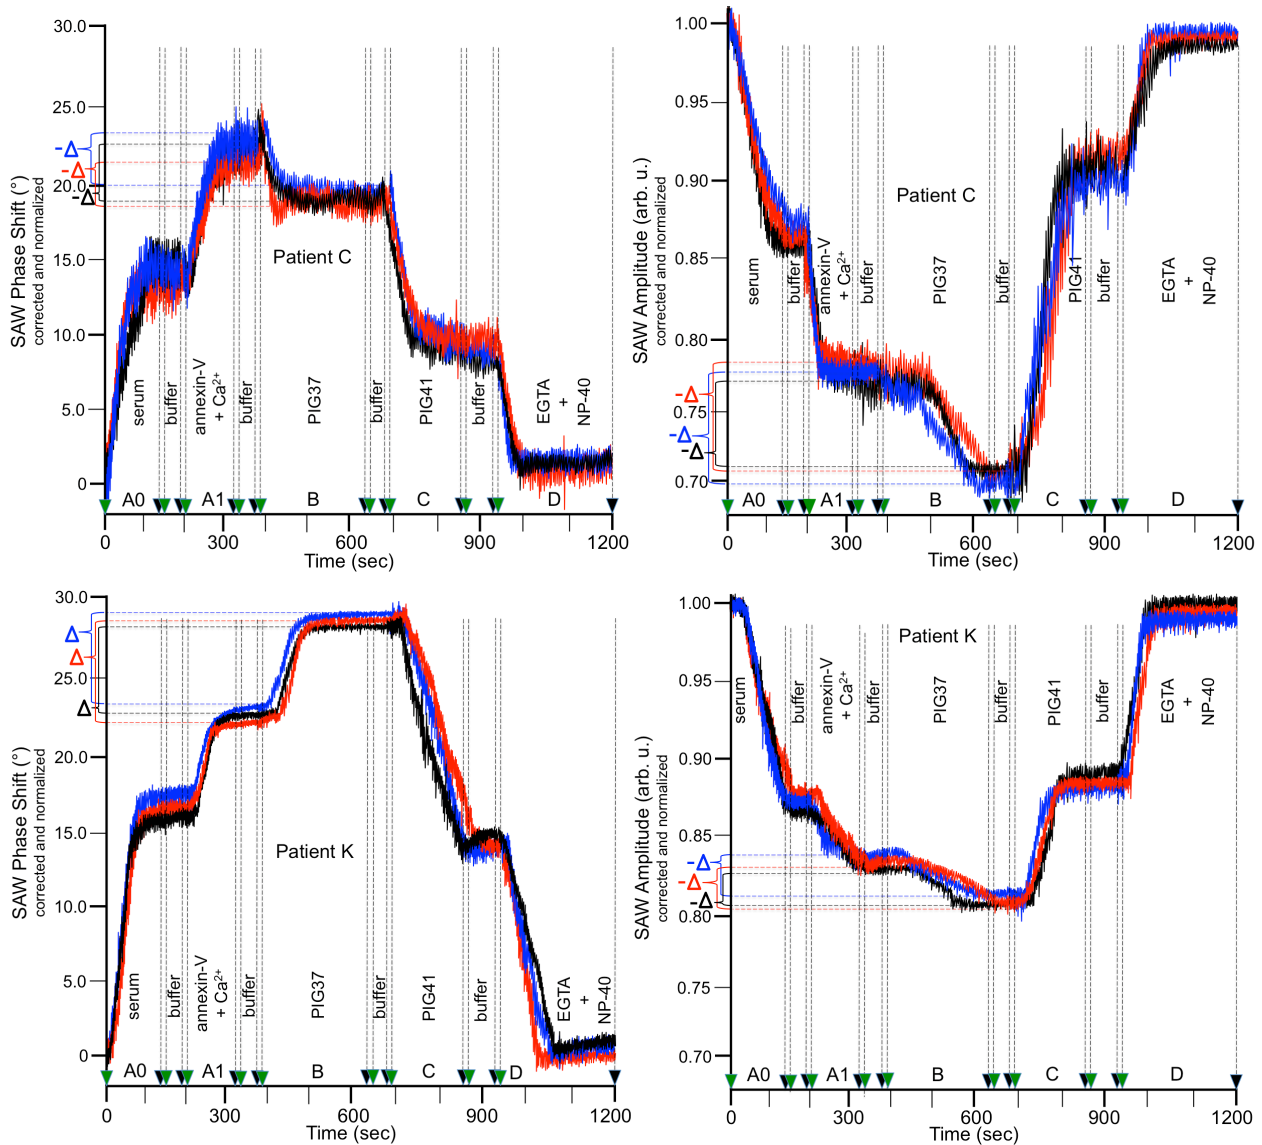 30.0
25.0
20.0
15.0
10.0
5.0
0
SAW Phase Shift (°)
corrected and normalized
-Δ
-Δ
-Δ
Patient C
serum
buffer
annexin-V
+ Ca2+
buffer
PIG37
buffer
PIG41
buffer
EGTA
+
NP-40
A0 A1 B C D
0 300 600 900 1200
Time (sec)
1.00
0.95
0.90
0.85
0.80
0.75
0.70
SAW Amplitude (arb. u.)
corrected and normalized
-Δ
-Δ
-Δ
Patient C
serum
buffer
annexin-V
+ Ca2+
buffer
PIG37
buffer
PIG41
buffer
EGTA
+
NP-40
A0 A1 B C D
0 300 600 900 1200
Time (sec)
30.0
25.0
20.0
15.0
10.0
5.0
0
SAW Phase Shift (°)
corrected and normalized
Δ
Δ
Δ
Patient K
serum
buffer
annexin-V
+ Ca2+
buffer
PIG37
buffer
PIG41
buffer
EGTA
+
NP-40
A0 A1 B C D
0 300 600 900 1200
Time (sec)
1.00
0.95
0.90
0.85
0.80
0.75
0.70
SAW Amplitude (arb. u.)
corrected and normalized
-Δ
-Δ
-Δ
Patient K
serum
buffer
annexin-V
+ Ca2+
buffer
PIG37
buffer
PIG41
buffer
EGTA
+
NP-40
A0 A1 B C D
0 300 600 900 1200
Time (sec)